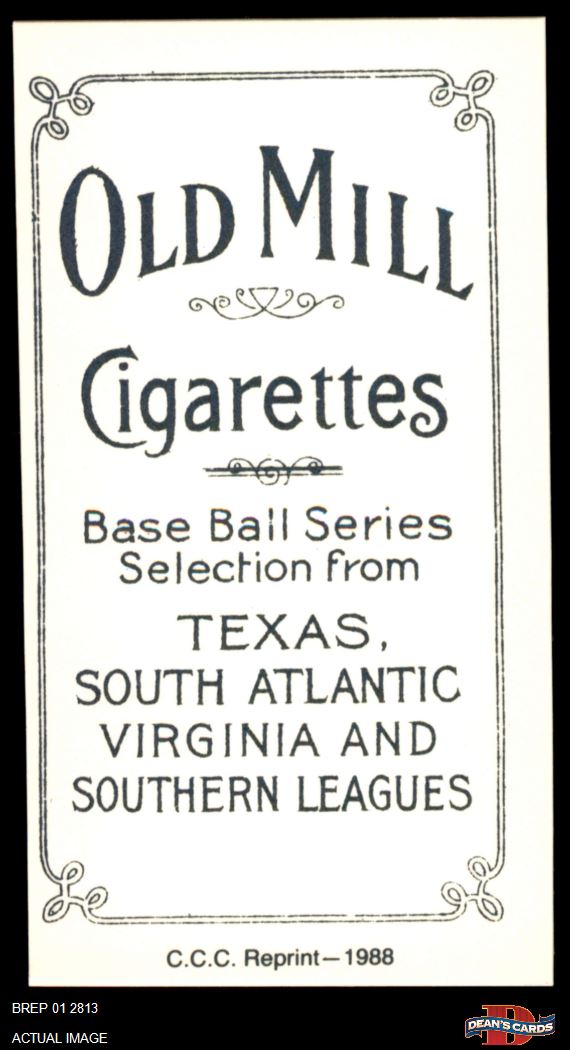 OLD MILL
Cigarettes
Base Ball Series
Selection from
TEXAS,
SOUTH ATLANTIC
VIRGINIA AND
SOUTHERN LEAGUES
C.C.C. Reprint—1988
BREP 01 2813
ACTUAL IMAGE
D
DEAN'S CARDS